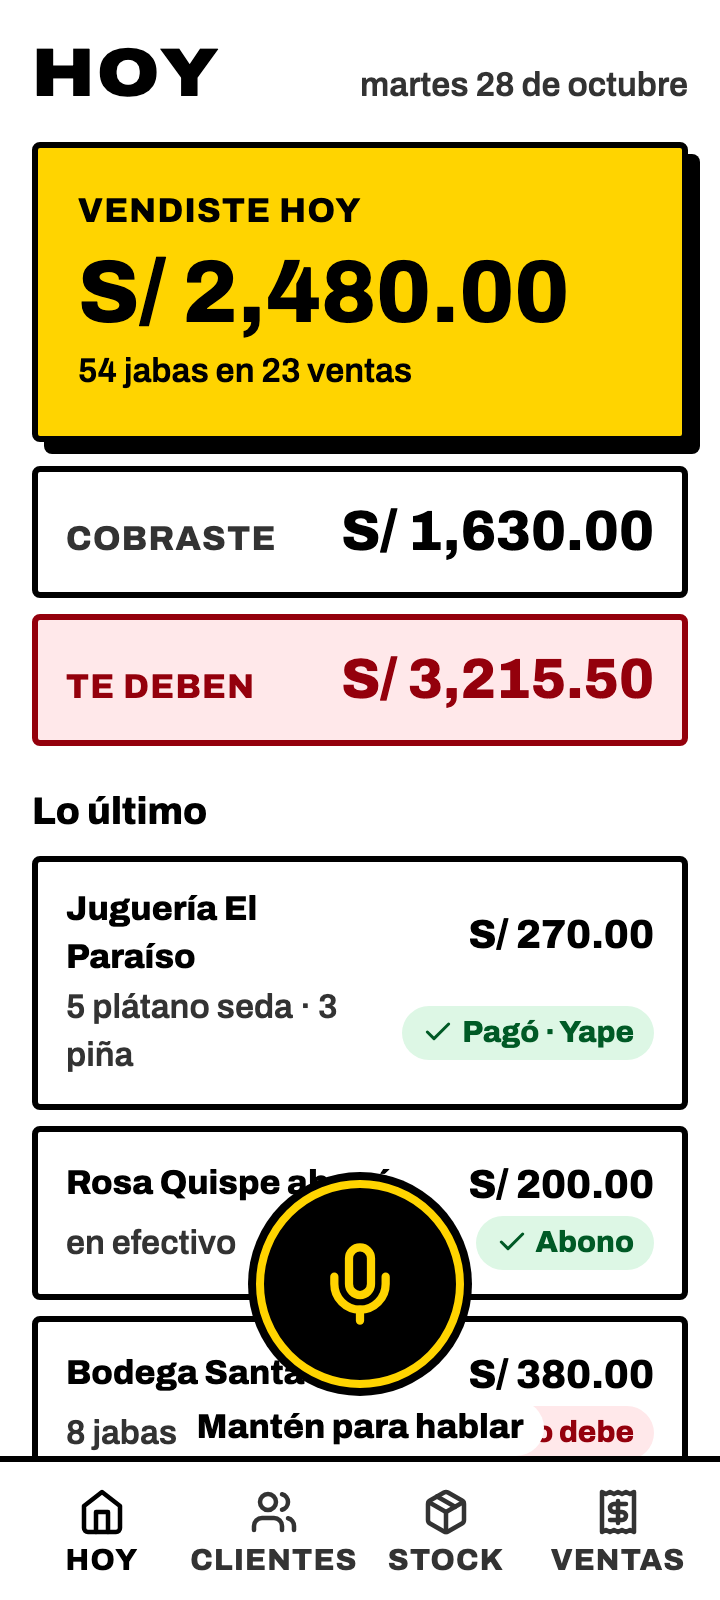 HOY
martes 28 de octubre
VENDISTE HOY
S/ 2,480.00
54 jabas en 23 ventas
COBRASTE
S/ 1,630.00
TE DEBEN
S/ 3,215.50
Lo último
Juguería El
Paraíso
S/ 270.00
5 plátano seda · 3
piña
Pagó · Yape
Rosa Quispe
S/ 200.00
en efectivo
Abono
Bodega Santa
S/ 380.00
8 jabas
debe
Mantén para hablar
HOY
CLIENTES
STOCK
VENTAS